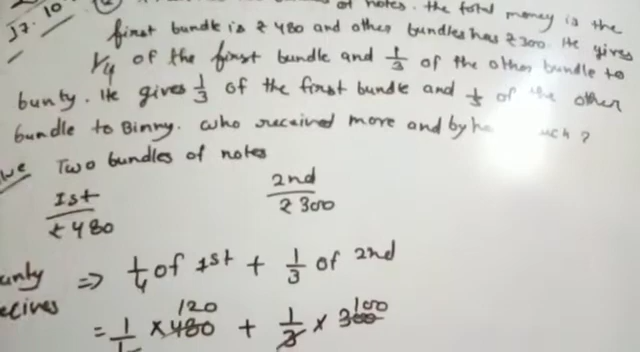 17.10 of notes. the total money is the
first bundle is ₹480 and other bundles has ₹300. He gives
1/4 of the first bundle and 1/3 of the other bundle to
bunty. He gives 1/3 of the first bundle and of the other
bundle to Binny. who received more and by ?
Two bundles of notes
Ist 2nd
₹480 ₹300
⇒ 1/4 of 1st + 1/3 of 2nd
120 100
= 1/ × 480 + 1/3 × 300